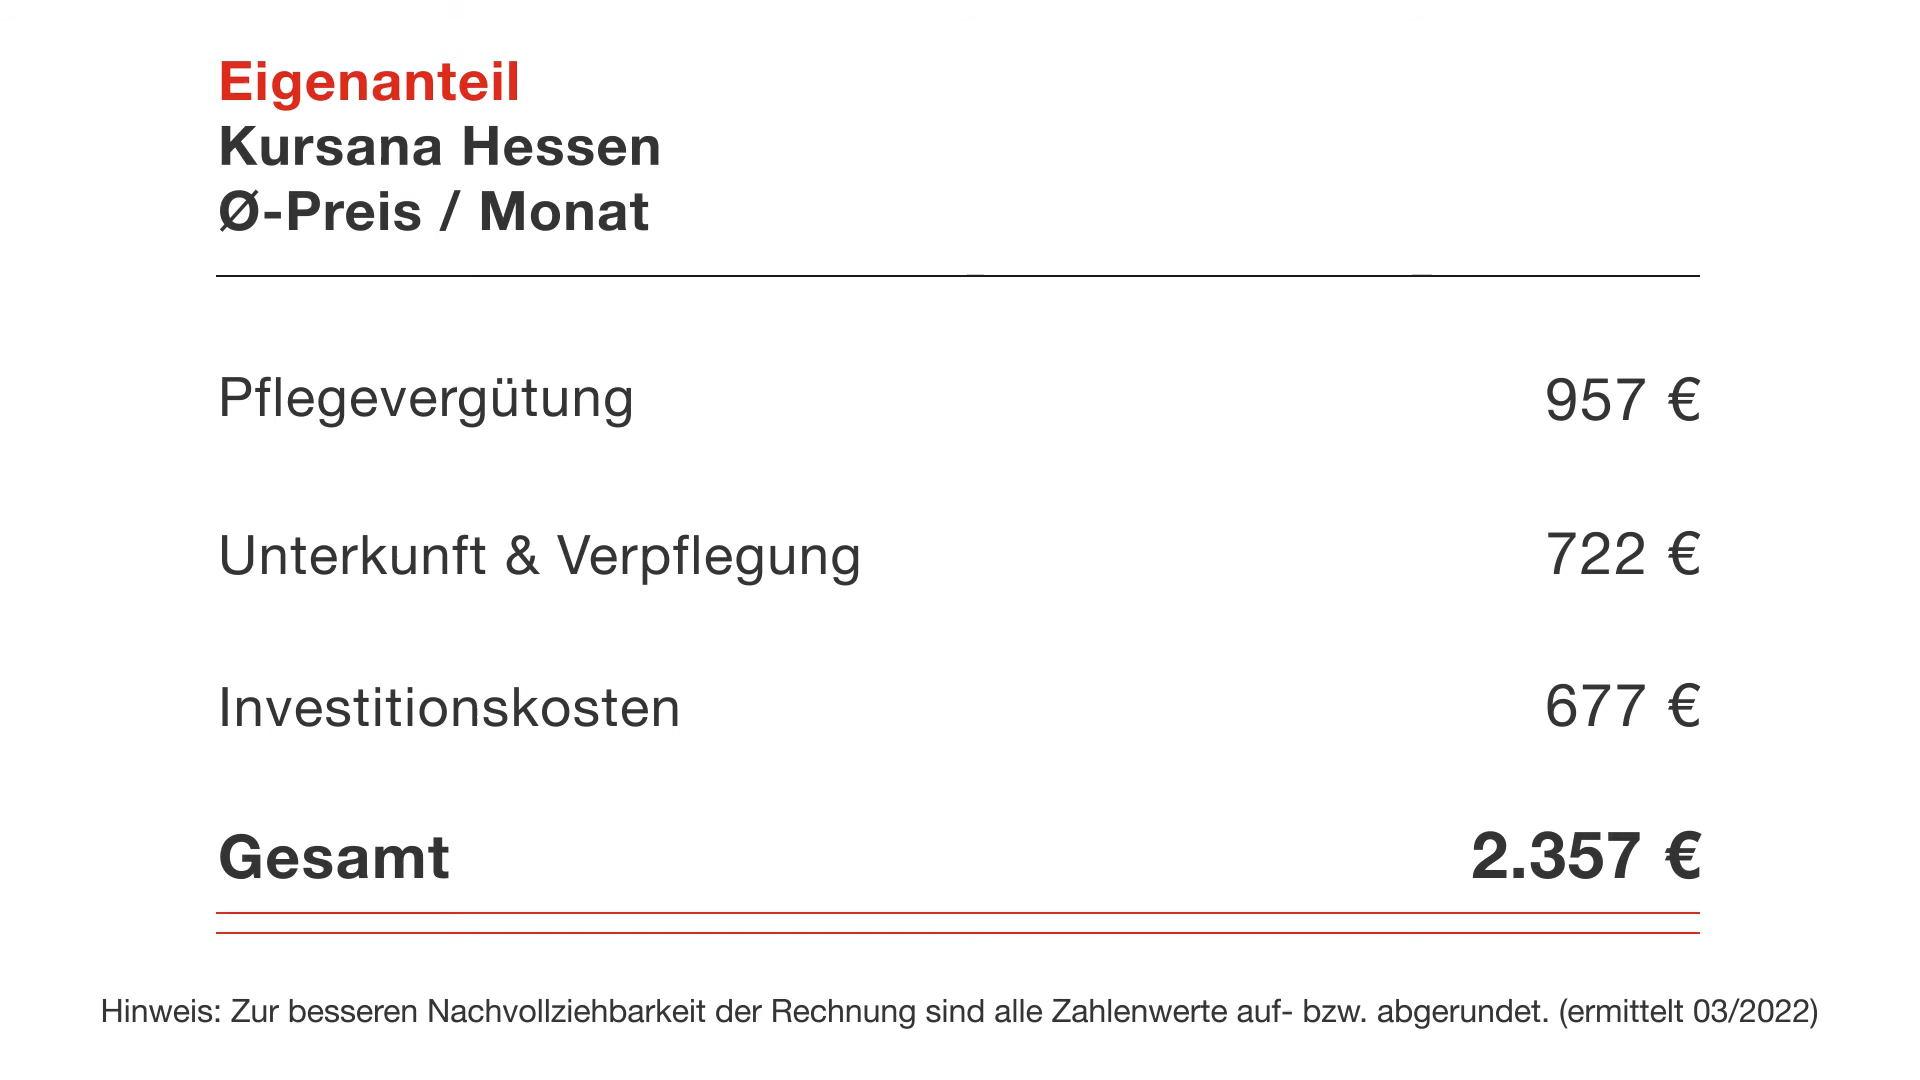 Eigenanteil
Kursana Hessen
Ø-Preis / Monat
Pflegevergütung 957 €
Unterkunft & Verpflegung 722 €
Investitionskosten 677 €
Gesamt 2.357 €
Hinweis: Zur besseren Nachvollziehbarkeit der Rechnung sind alle Zahlenwerte auf- bzw. abgerundet. (ermittelt 03/2022)